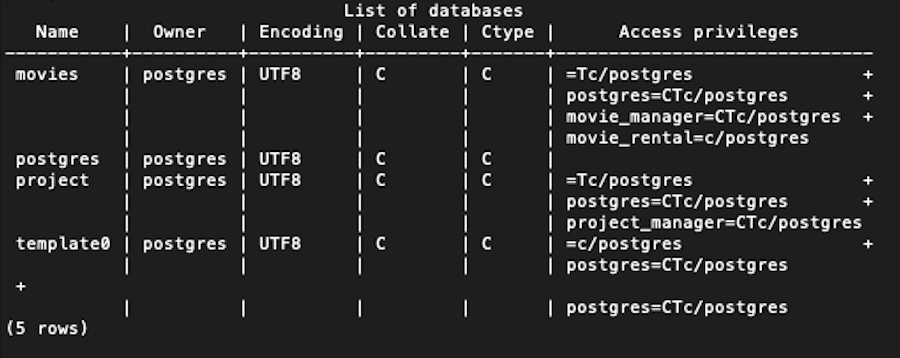 List of databases
   Name    |  Owner   | Encoding | Collate | Ctype |      Access privileges
-----------+----------+----------+---------+-------+-----------------------------
 movies    | postgres | UTF8     | C       | C     | =Tc/postgres                +
           |          |          |         |       | postgres=CTc/postgres       +
           |          |          |         |       | movie_manager=CTc/postgres  +
           |          |          |         |       | movie_rental=c/postgres
 postgres  | postgres | UTF8     | C       | C     |
 project   | postgres | UTF8     | C       | C     | =Tc/postgres                +
           |          |          |         |       | postgres=CTc/postgres       +
           |          |          |         |       | project_manager=CTc/postgres
 template0 | postgres | UTF8     | C       | C     | =c/postgres                 +
           |          |          |         |       | postgres=CTc/postgres
 +
           |          |          |         |       | postgres=CTc/postgres
(5 rows)